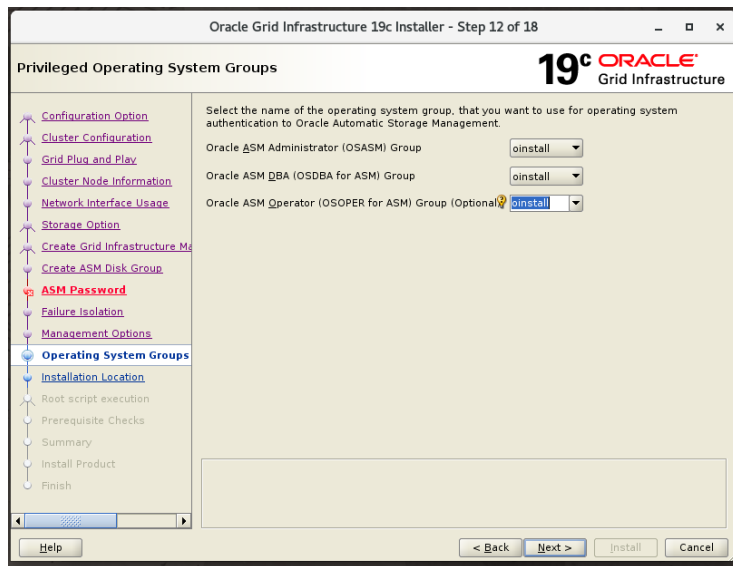 Oracle Grid Infrastructure 19c Installer - Step 12 of 18
Privileged Operating System Groups
19c ORACLE
Grid Infrastructure
Configuration Option
Cluster Configuration
Grid Plug and Play
Cluster Node Information
Network Interface Usage
Storage Option
Create Grid Infrastructure Ma
Create ASM Disk Group
ASM Password
Failure Isolation
Management Options
Operating System Groups
Installation Location
Root script execution
Prerequisite Checks
Summary
Install Product
Finish
Select the name of the operating system group, that you want to use for operating system
authentication to Oracle Automatic Storage Management.
Oracle ASM Administrator (OSASM) Group oinstall
Oracle ASM DBA (OSDBA for ASM) Group oinstall
Oracle ASM Operator (OSOPER for ASM) Group (Optional oinstall
Help
< Back Next > Install Cancel